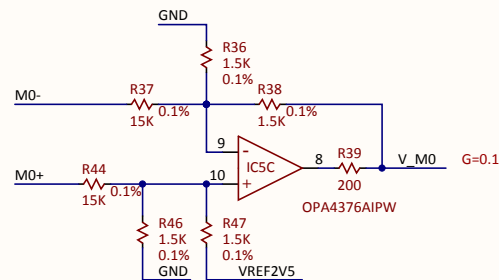 GND
R36
1.5K
0.1%
M0-
R37
0.1%
15K
R38
0.1%
1.5K
9
-
IC5C
8
R39
200
V_M0
G=0.1
M0+
R44
0.1%
15K
10
+
OPA4376AIPW
R46
1.5K
0.1%
R47
1.5K
0.1%
GND
VREF2V5